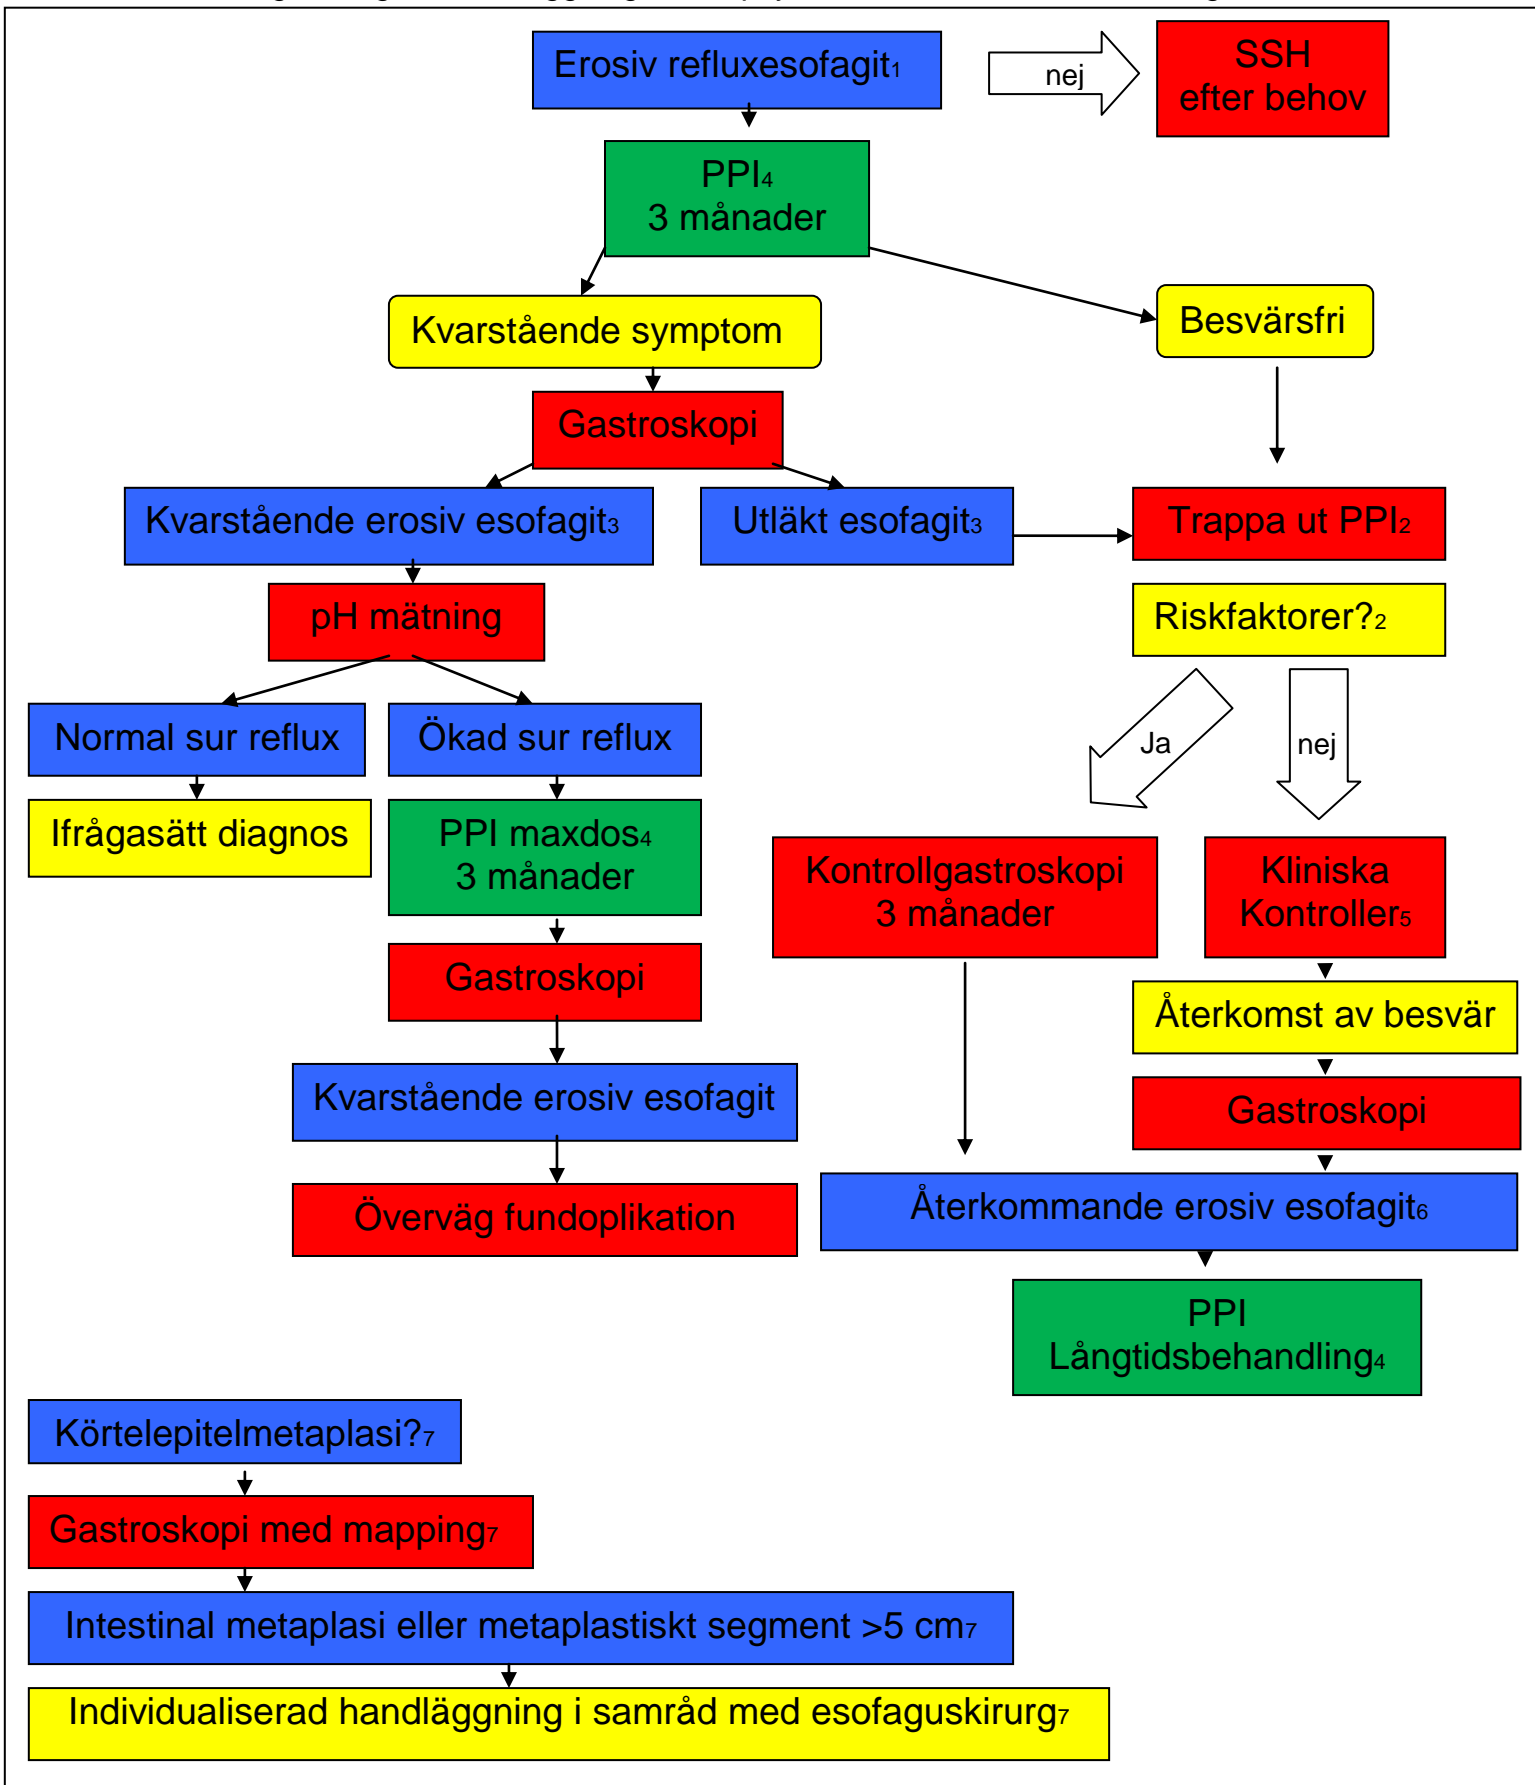 Erosiv refluxesofagit1
nej
SSH
efter behov
PPI4
3 månader
Kvarstående symptom
Besvärsfri
Gastroskopi
Kvarstående erosiv esofagit3
Utläkt esofagit3
Trappa ut PPI2
pH mätning
Riskfaktorer?2
Normal sur reflux
Ökad sur reflux
Ja
nej
Ifrågasätt diagnos
PPI maxdos4
3 månader
Kontrollgastroskopi
3 månader
Kliniska
Kontroller5
Gastroskopi
Återkomst av besvär
Kvarstående erosiv esofagit
Gastroskopi
Överväg fundoplikation
Återkommande erosiv esofagit6
PPI
Långtidsbehandling4
Körtelepitelmetaplasi?7
Gastroskopi med mapping7
Intestinal metaplasi eller metaplastiskt segment >5 cm7
Individualiserad handläggning i samråd med esofaguskirurg7